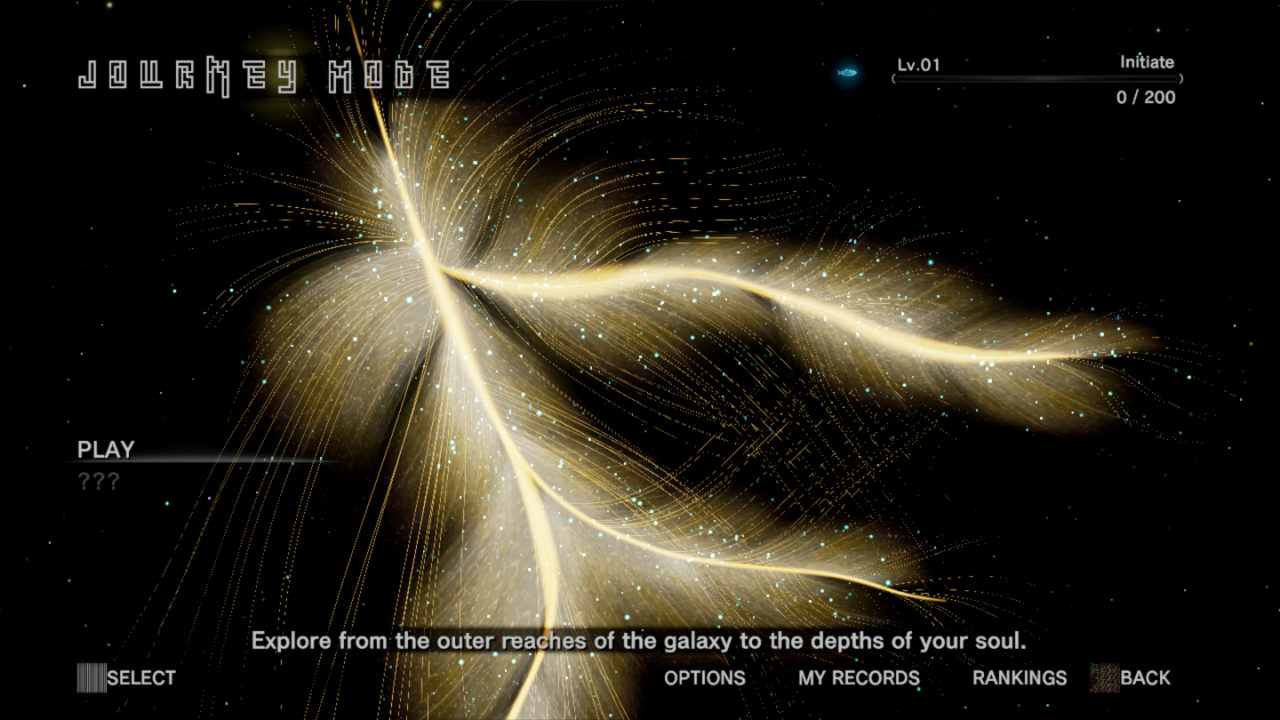 JOURNEY MODE
Lv.01
Initiate
0 / 200
PLAY
???
Explore from the outer reaches of the galaxy to the depths of your soul.
SELECT
OPTIONS
MY RECORDS
RANKINGS
BACK